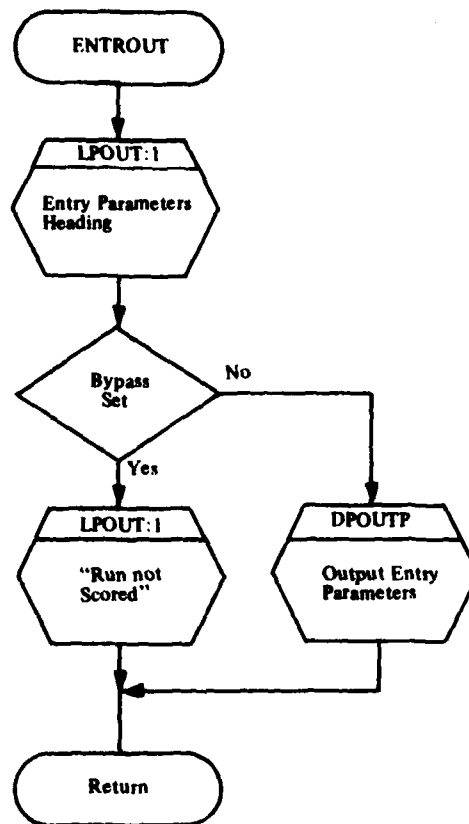 ENTROUT
LPOUT:1
Entry Parameters
Heading
Bypass
Set
No
Yes
LPOUT:1
"Run not
Scored"
DPOUTP
Output Entry
Parameters
Return